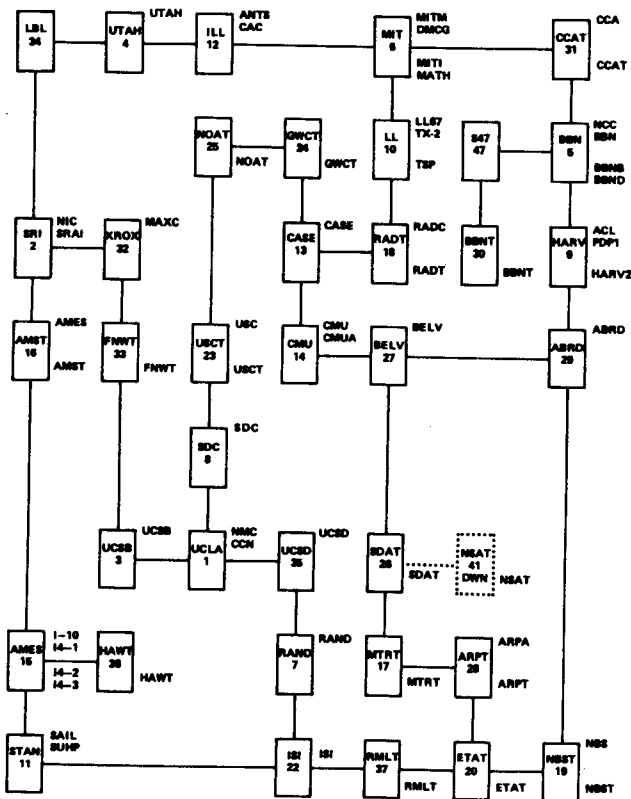 LBL
34
UTAH
4
UTAH
ILL
12
ANTS
CAC
MIT
6
MITM
DMCG
MITI
MATH
CCAT
31
CCA
CCAT
NOAT
25
NOAT
GWCT
24
GWCT
LL
10
LL67
TX-2
TSP
S47
47
BBN
5
NCC
BBN
BBNB
BBND
SRI
2
NIC
SRAI
XROX
32
MAXC
CASE
13
CASE
RADT
18
RADC
RADT
BBNT
30
BBNT
HARV
9
ACL
PDP1
HARV2
AMST
16
AMES
AMST
FNWT
33
FNWT
USCT
23
USC
USCT
CMU
14
CMU
CMUA
BELV
27
BELV
ABRD
29
ABRD
SDC
8
SDC
UCSB
3
UCSB
UCLA
1
NMC
CCN
UCSD
35
UCSD
SDAT
26
SDAT
NSAT
41
DWN
NSAT
AMES
15
I-10
I4-1
I4-2
I4-3
HAWT
36
HAWT
RAND
7
RAND
MTRT
17
MTRT
ARPT
28
ARPA
ARPT
STAN
11
SAIL
SUHP
ISI
22
ISI
RMLT
37
RMLT
ETAT
20
ETAT
NBST
19
NBS
NBST